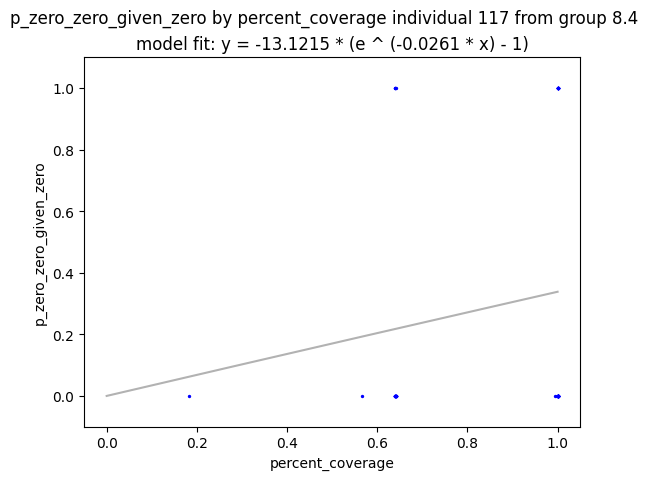 p_zero_zero_given_zero by percent_coverage individual 117 from group 8.4
model fit: y = -13.1215 * (e ^ (-0.0261 * x) - 1)
1.0
0.8
0.6
0.4
0.2
0.0
p_zero_zero_given_zero
0.0 0.2 0.4 0.6 0.8 1.0
percent_coverage